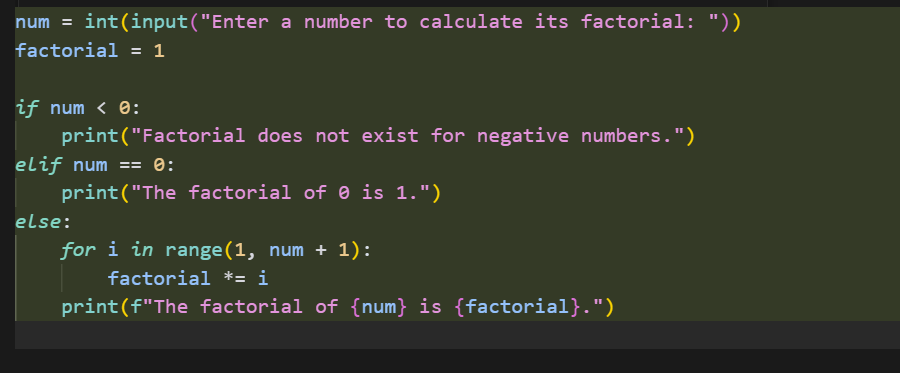 num = int(input("Enter a number to calculate its factorial: "))
factorial = 1
if num < 0:
    print("Factorial does not exist for negative numbers.")
elif num == 0:
    print("The factorial of 0 is 1.")
else:
    for i in range(1, num + 1):
        factorial *= i
    print(f"The factorial of {num} is {factorial}.")